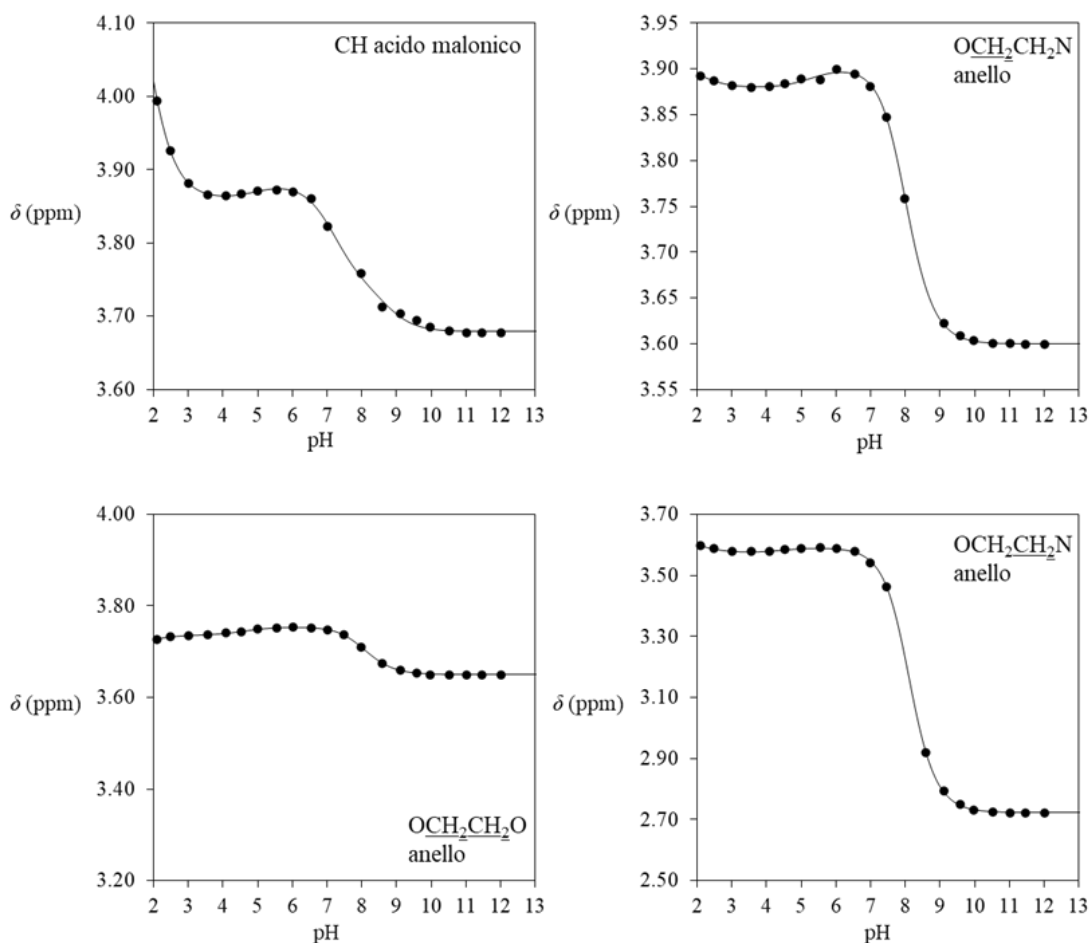 4.10
4.00
3.90
3.80
3.70
3.60
δ (ppm)
CH acido malonico
2 3 4 5 6 7 8 9 10 11 12 13
pH
3.95
3.90
3.85
3.80
3.75
3.70
3.65
3.60
3.55
δ (ppm)
OCH₂CH₂N
anello
2 3 4 5 6 7 8 9 10 11 12 13
pH
4.00
3.80
3.60
3.40
3.20
δ (ppm)
OCH₂CH₂O
anello
2 3 4 5 6 7 8 9 10 11 12 13
pH
3.70
3.50
3.30
3.10
2.90
2.70
2.50
δ (ppm)
OCH₂CH₂N
anello
2 3 4 5 6 7 8 9 10 11 12 13
pH